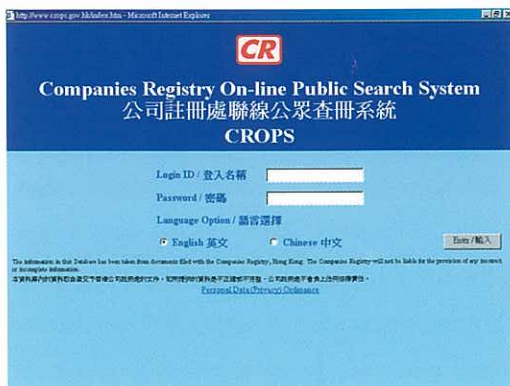 http://www.crops.gov.hk/index.htm - Microsoft Internet Explorer
CR
Companies Registry On-line Public Search System
公司註冊處聯線公眾查冊系統
CROPS
Login ID / 登入名稱
Password / 密碼
Language Option / 語言選擇
English 英文 Chinese 中文 Enter / 輸入
The information in this Database has been taken from documents filed with the Companies Registry, Hong Kong. The Companies Registry will not be liable for the provision of any incorrect
or incomplete information.
Personal Data (Privacy) Ordinance